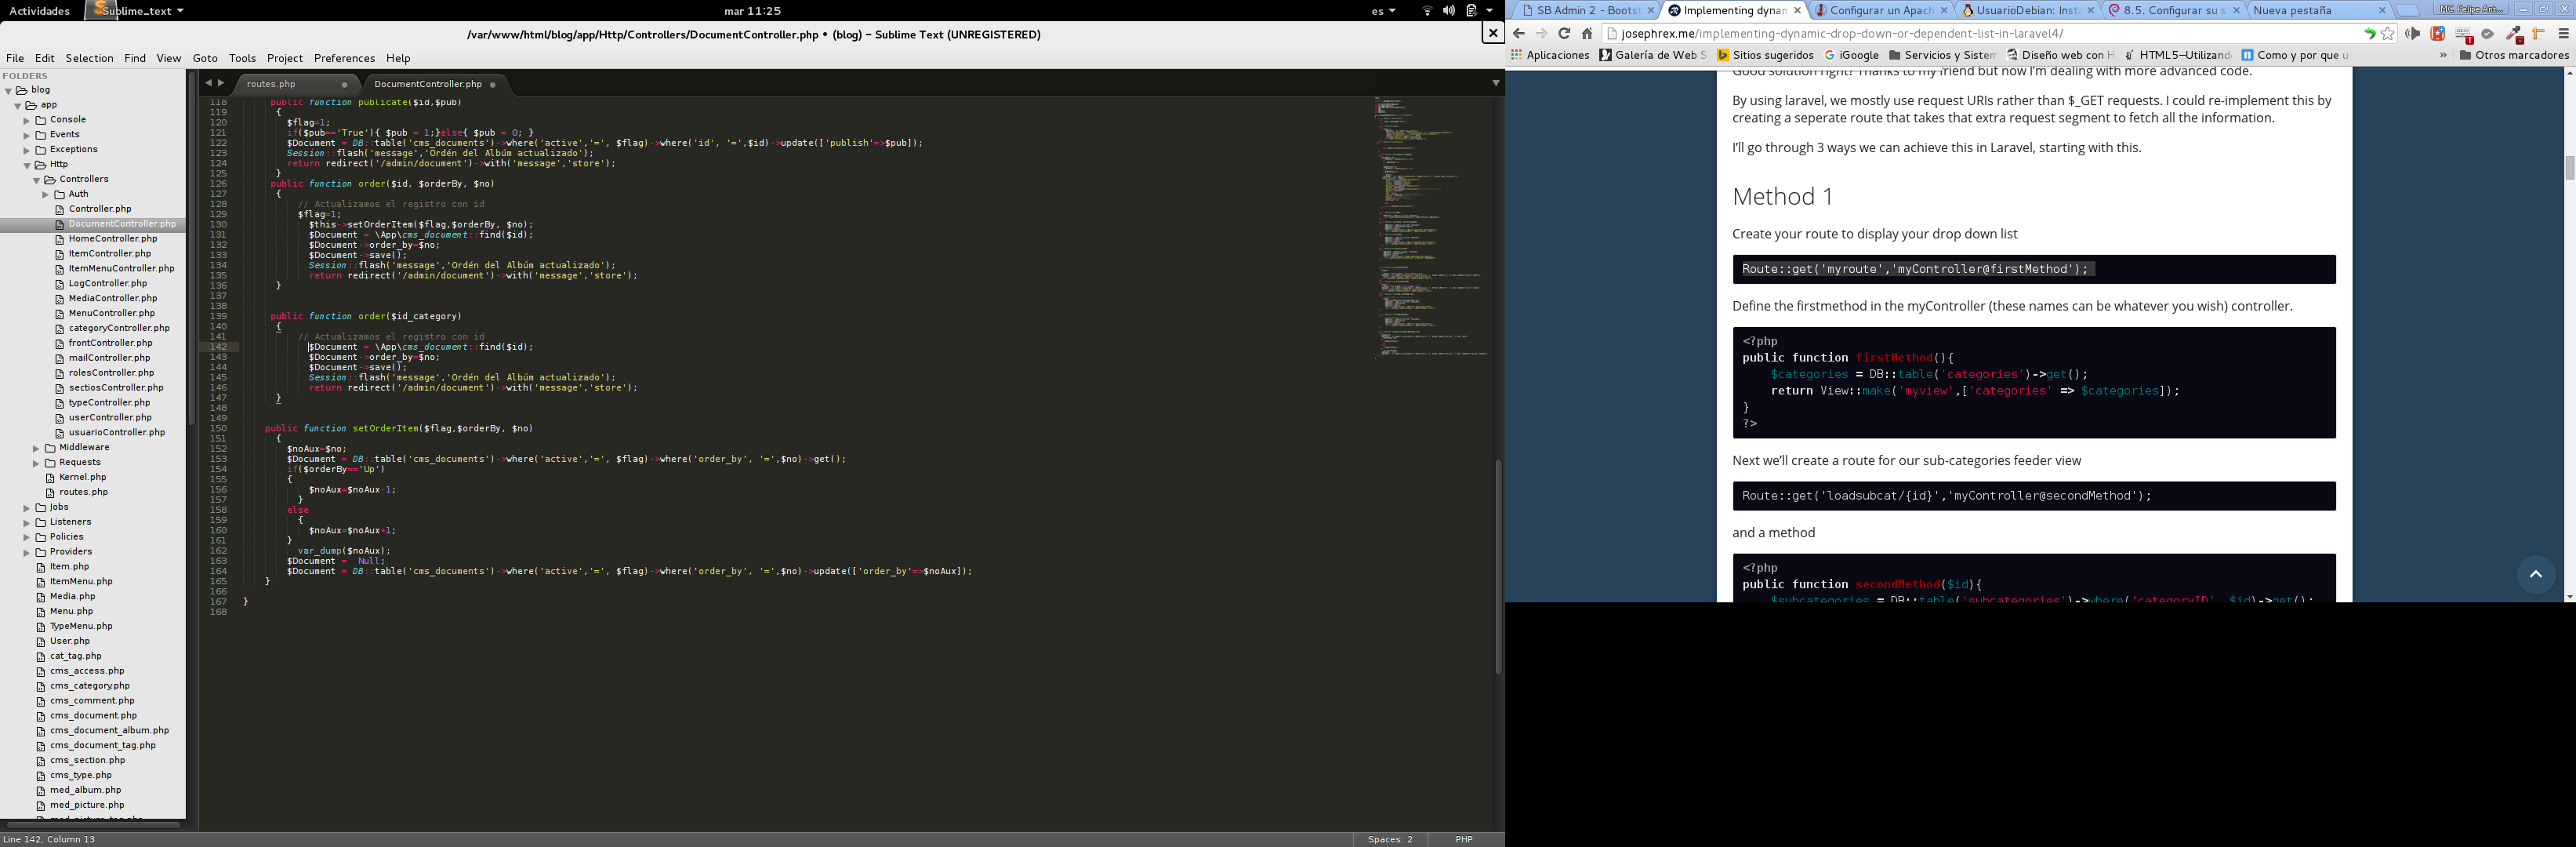 Actividades Sublime_text mar 11:25 es
/var/www/html/blog/app/Http/Controllers/DocumentController.php • (blog) – Sublime Text (UNREGISTERED)
File Edit Selection Find View Goto Tools Project Preferences Help
FOLDERS
blog
app
Console
Events
Exceptions
Http
Controllers
Auth
Controller.php
DocumentController.php
HomeController.php
ItemController.php
ItemMenuController.php
LogController.php
MediaController.php
MenuController.php
categoryController.php
frontController.php
mailController.php
rolesController.php
sectiosController.php
typeController.php
userController.php
usuarioController.php
Middleware
Requests
Kernel.php
routes.php
Jobs
Listeners
Policies
Providers
Item.php
ItemMenu.php
Media.php
Menu.php
TypeMenu.php
User.php
cat_tag.php
cms_access.php
cms_category.php
cms_comment.php
cms_document.php
cms_document_album.php
cms_document_tag.php
cms_section.php
cms_type.php
med_album.php
med_picture.php
routes.php DocumentController.php
118 public function publicate($id,$pub)
119 {
120 $flag=1;
121 if($pub=='True'){ $pub = 1;}else{ $pub = 0; }
122 $Document = DB::table('cms_documents')->where('active','=', $flag)->where('id', '=',$id)->update(['publish'=>$pub]);
123 Session::flash('message','Ordén del Albúm actualizado');
124 return redirect('/admin/document')->with('message','store');
125 }
126 public function order($id, $orderBy, $no)
127 {
128 // Actualizamos el registro con id
129 $flag=1;
130 $this->setOrderItem($flag,$orderBy, $no);
131 $Document = \App\cms_document::find($id);
132 $Document->order_by=$no;
133 $Document->save();
134 Session::flash('message','Ordén del Albúm actualizado');
135 return redirect('/admin/document')->with('message','store');
136 }
137
138
139 public function order($id_category)
140 {
141 // Actualizamos el registro con id
142 $Document = \App\cms_document::find($id);
143 $Document->order_by=$no;
144 $Document->save();
145 Session::flash('message','Ordén del Albúm actualizado');
146 return redirect('/admin/document')->with('message','store');
147 }
148
149
150 public function setOrderItem($flag,$orderBy, $no)
151 {
152 $noAux=$no;
153 $Document = DB::table('cms_documents')->where('active','=', $flag)->where('order_by', '=',$no)->get();
154 if($orderBy=='Up')
155 {
156 $noAux=$noAux-1;
157 }
158 else
159 {
160 $noAux=$noAux+1;
161 }
162 var_dump($noAux);
163 $Document = Null;
164 $Document = DB::table('cms_documents')->where('active','=', $flag)->where('order_by', '=',$no)->update(['order_by'=>$noAux]);
165 }
166
167 }
168
Line 142, Column 13 Spaces: 2 PHP
SB Admin 2 - Bootst Implementing dynam Configurar un Apach UsuarioDebian: Insta 8.5. Configurar su s Nueva pestaña MC. Felipe Ant...
josephrex.me/implementing-dynamic-drop-down-or-dependent-list-in-laravel4/
Aplicaciones Galería de Web S Sitios sugeridos iGoogle Servicios y Sistem Diseño web con H HTML5—Utilizand Como y por que u » Otros marcadores
Good solution right? Thanks to my friend but now I'm dealing with more advanced code.
By using laravel, we mostly use request URIs rather than $_GET requests. I could re-implement this by
creating a seperate route that takes that extra request segment to fetch all the information.
I'll go through 3 ways we can achieve this in Laravel, starting with this.
Method 1
Create your route to display your drop down list
Route::get('myroute','myController@firstMethod');
Define the firstmethod in the myController (these names can be whatever you wish) controller.
<?php
public function firstMethod(){
$categories = DB::table('categories')->get();
return View::make('myview',['categories' => $categories]);
}
?>
Next we'll create a route for our sub-categories feeder view
Route::get('loadsubcat/{id}','myController@secondMethod');
and a method
<?php
public function secondMethod($id){
$subcategories = DB::table('subcategories')->where('categoryID', $id)->get();